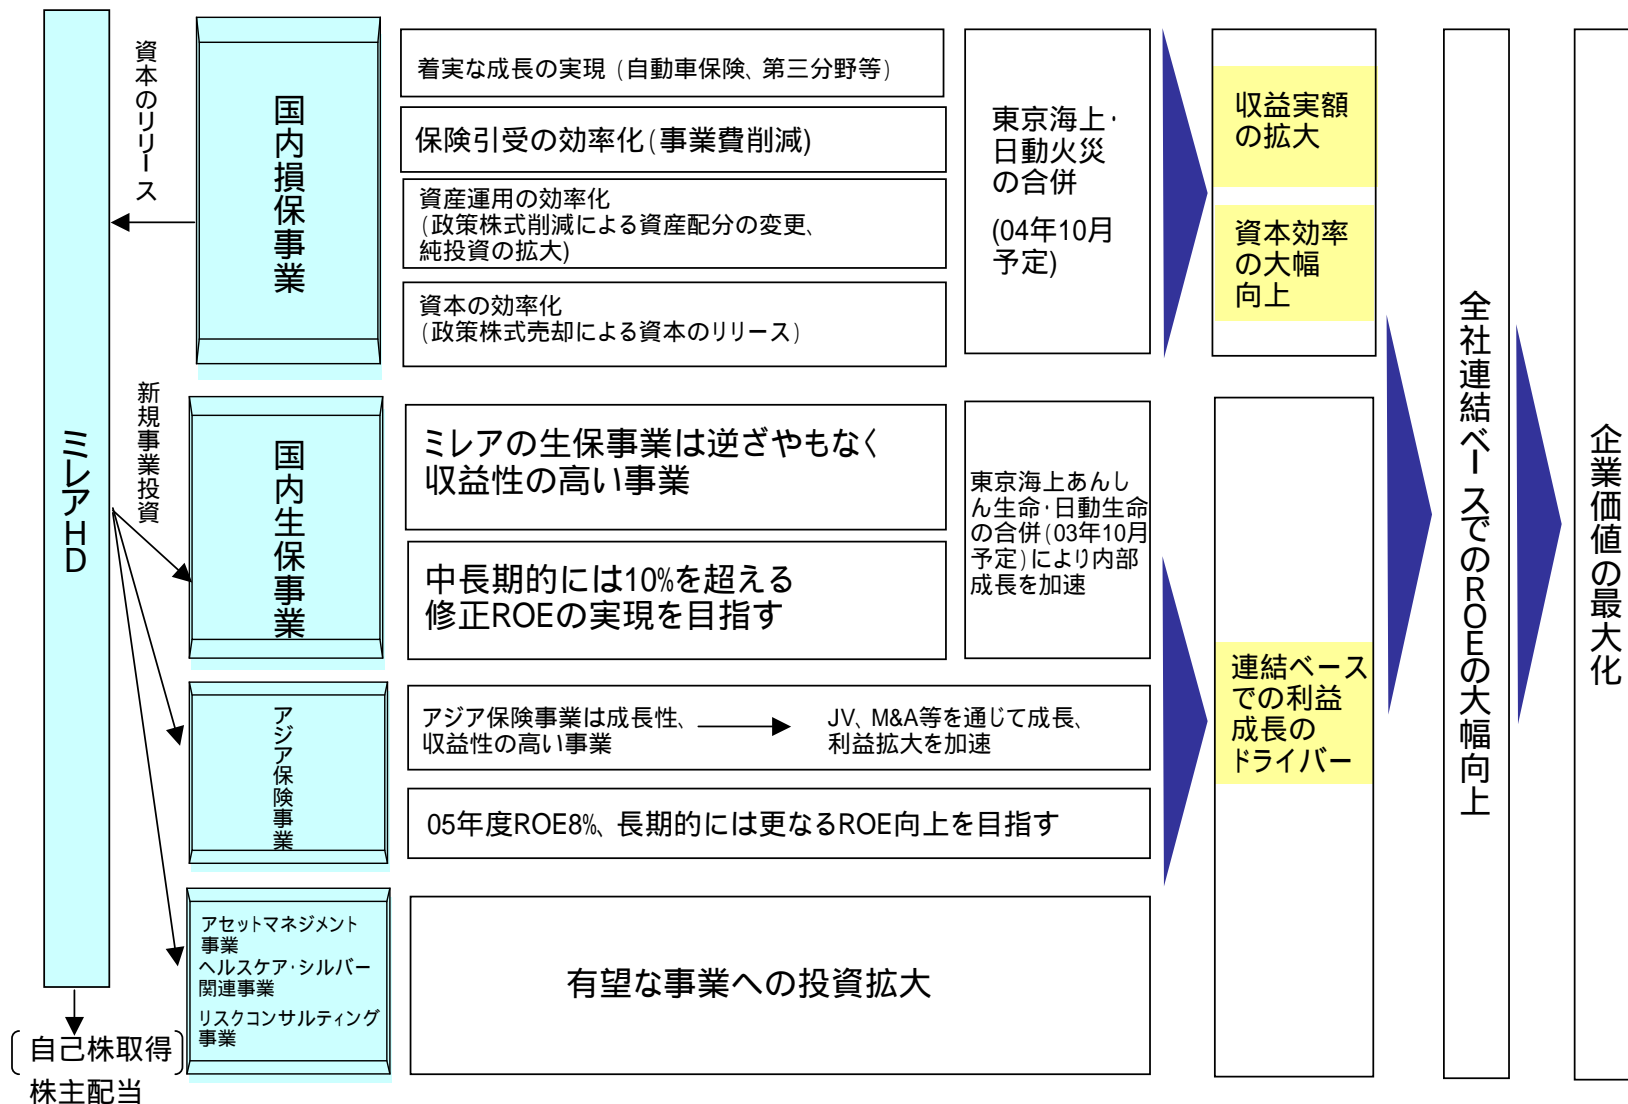 ミレアHD
資本のリリース
新規事業投資
自己株取得
株主配当
国内損保事業
着実な成長の実現（自動車保険、第三分野等）
保険引受の効率化（事業費削減)
資産運用の効率化
(政策株式削減による資産配分の変更、
純投資の拡大)
資本の効率化
（政策株式売却による資本のリリース）
東京海上・
日動火災
の合併
(04年10月
予定)
収益実額
の拡大
資本効率
の大幅
向上
国内生保事業
ミレアの生保事業は逆ざやもなく
収益性の高い事業
中長期的には10%を超える
修正ROEの実現を目指す
東京海上あんし
ん生命・日動生命
の合併(03年10月
予定)により内部
成長を加速
アジア保険事業
アジア保険事業は成長性、
収益性の高い事業
JV、M&A等を通じて成長、
利益拡大を加速
05年度ROE8%、長期的には更なるROE向上を目指す
アセットマネジメント
事業
ヘルスケア・シルバー
関連事業
リスクコンサルティング
事業
有望な事業への投資拡大
連結ベース
での利益
成長の
ドライバー
全社連結ベースでのROEの大幅向上
企業価値の最大化